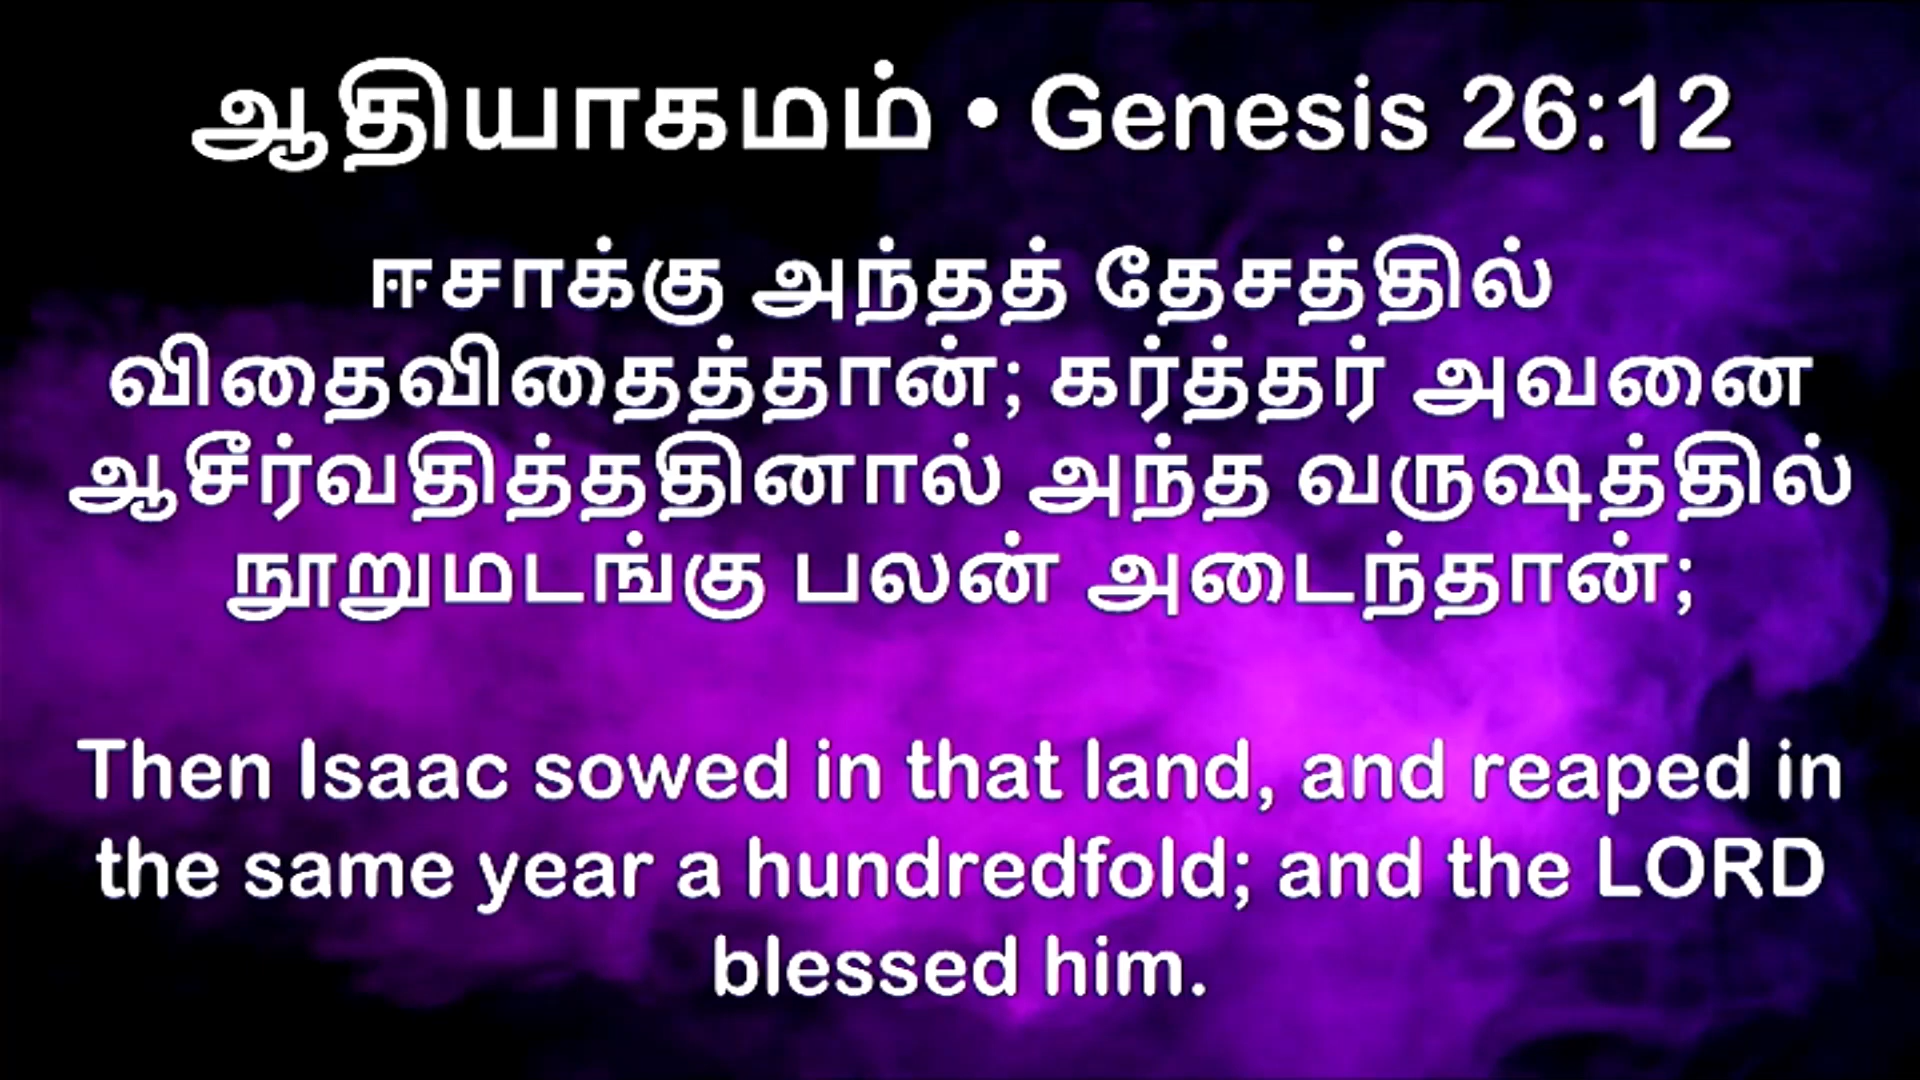 ஆதியாகமம் • Genesis 26:12
ஈசாக்கு அந்தத் தேசத்தில்
விதைவிதைத்தான்; கர்த்தர் அவனை
ஆசீர்வதித்ததினால் அந்த வருஷத்தில்
நூறுமடங்கு பலன் அடைந்தான்;
Then Isaac sowed in that land, and reaped in
the same year a hundredfold; and the LORD
blessed him.